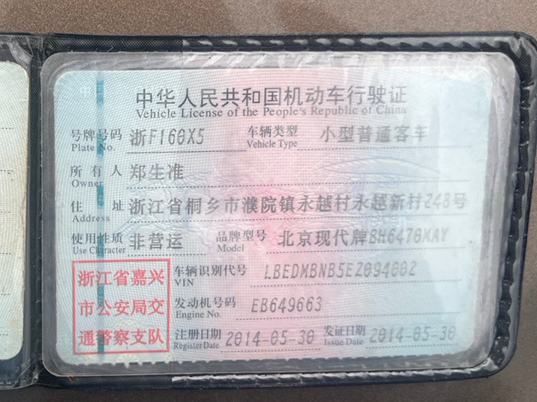 中华人民共和国机动车行驶证
Vehicle License of the People's Republic of China
号牌号码 浙F160X5 车辆类型 小型普通客车
Plate No. Vehicle Type
所有人 郑生准
Owner
住址 浙江省桐乡市濮院镇永越村永越新村248号
Address
使用性质 非营运 品牌型号 北京现代牌BH6470MAY
Use Character Model
浙江省嘉兴
市公安局交
通警察支队
车辆识别代号 LBEDMBNB5EZ094002
VIN
发动机号码 EB649663
Engine No.
注册日期 2014-05-30 发证日期 2014-05-30
Register Date Issue Date